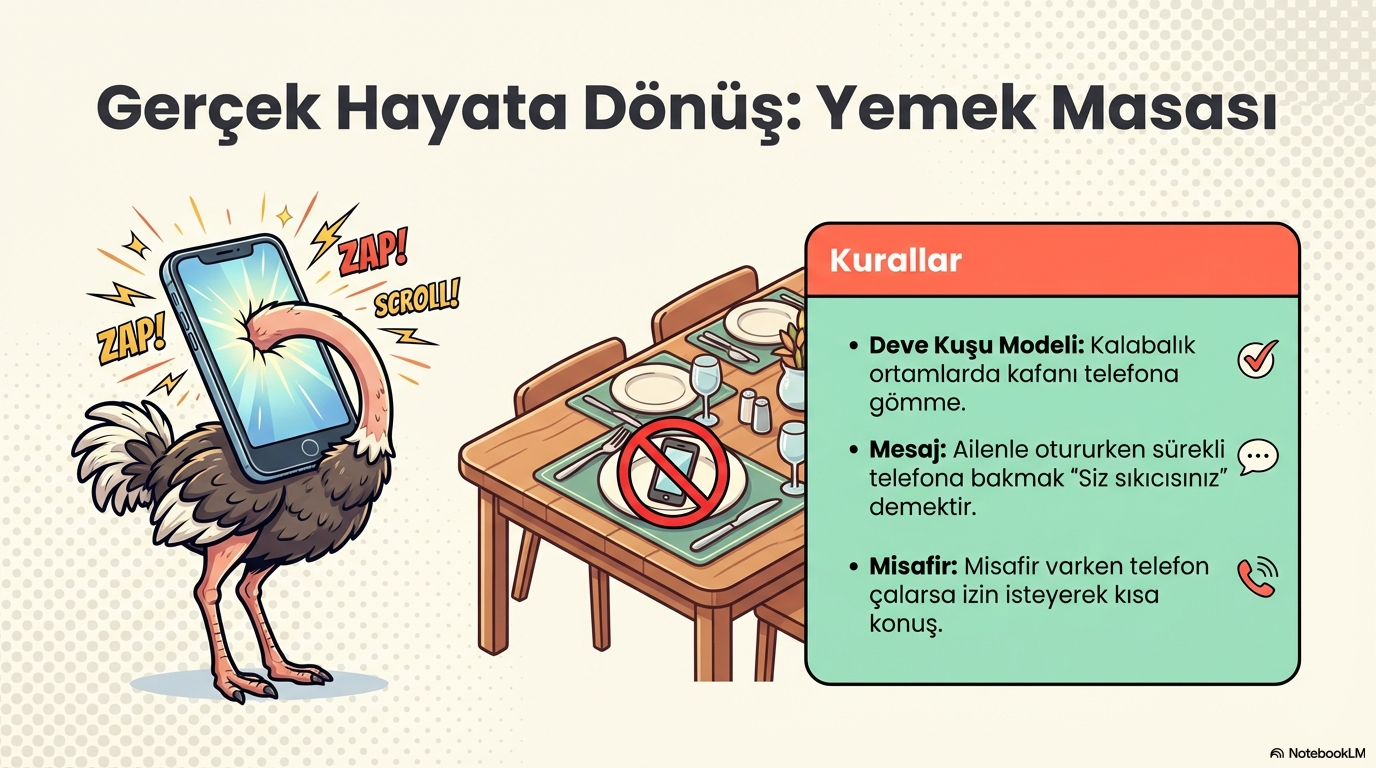 Gerçek Hayata Dönüş: Yemek Masası
ZAP!
SCROLL!
ZAP!
Kurallar
• Deve Kuşu Modeli: Kalabalık
ortamlarda kafanı telefona
gömme.
• Mesaj: Ailenle otururken sürekli
telefona bakmak “Siz sıkıcısınız”
demektir.
• Misafir: Misafir varken telefon
çalarsa izin isteyerek kısa
konuş.
NotebookLM